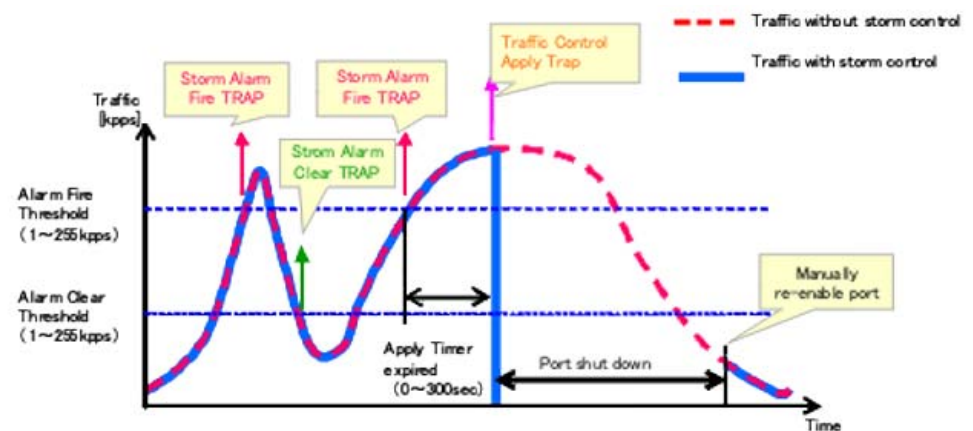 Traffic without storm control
Traffic with storm control
Traffic Control
Apply Trap
Storm Alarm
Fire TRAP
Storm Alarm
Fire TRAP
Traffic
[kpps]
Strom Alarm
Clear TRAP
Alarm Fire
Threshold
(1～255kpps)
Manually
re-enable port
Alarm Clear
Threshold
(1～255kpps)
Apply Timer
expired
(0～300sec)
Port shut down
Time